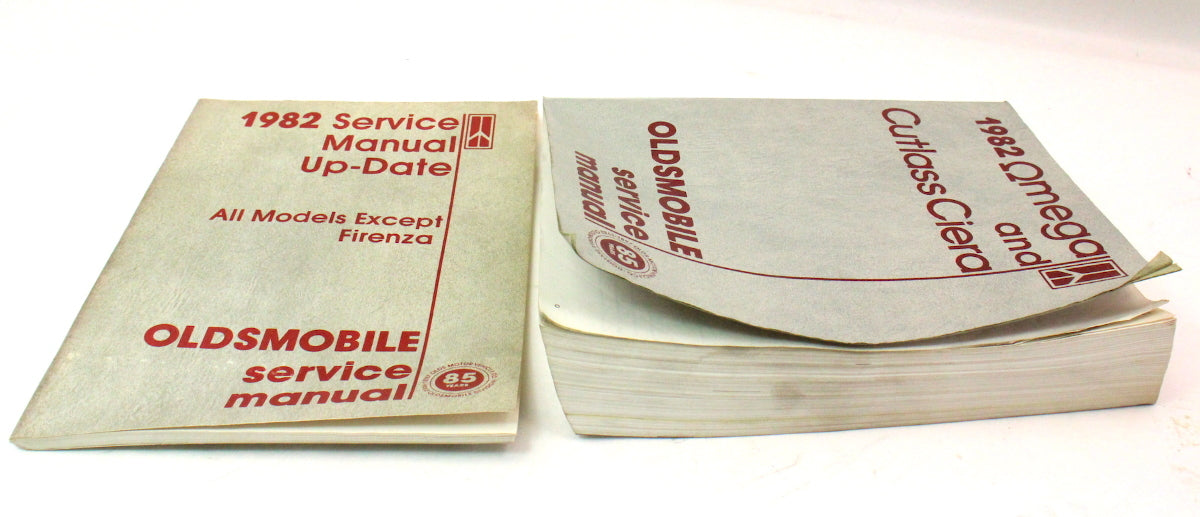 1982 Service
Manual
Up-Date
All Models Except
Firenza
OLDSMOBILE
service
manual
85
YEARS
1982 Ωmega
and
Cutlass Ciera
OLDSMOBILE
service
manual